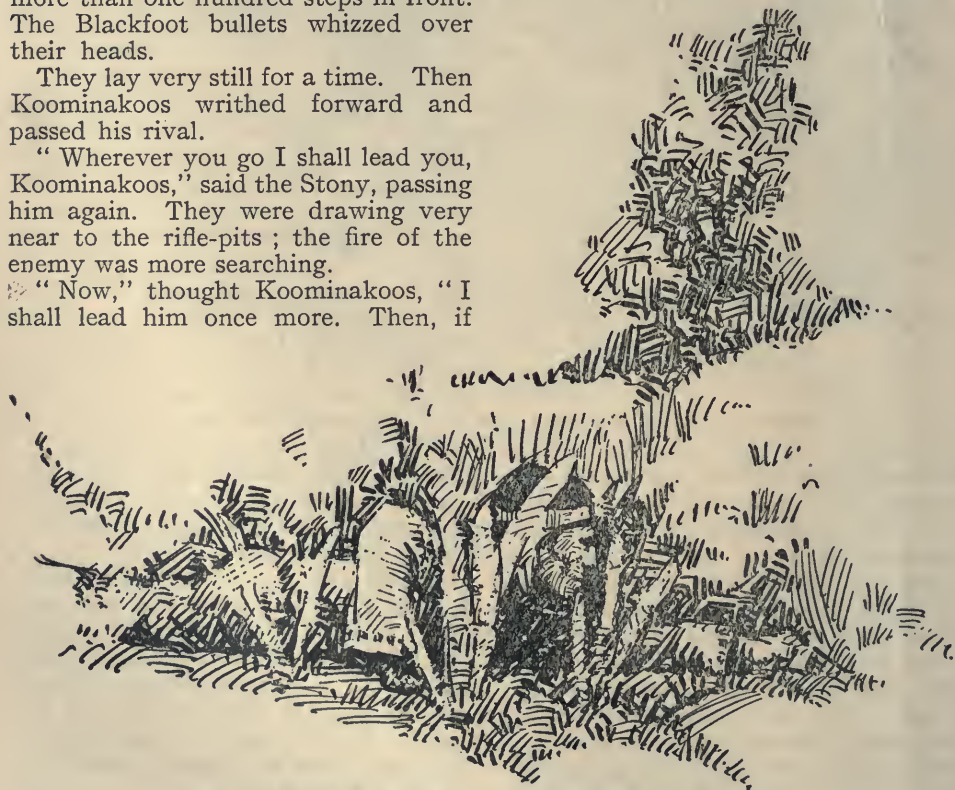 more than one hundred steps in front.
The Blackfoot bullets whizzed over
their heads.
They lay very still for a time. Then
Koominakoos writhed forward and
passed his rival.
“ Wherever you go I shall lead you,
Koominakoos,” said the Stony, passing
him again. They were drawing very
near to the rifle-pits ; the fire of the
enemy was more searching.
“ Now,” thought Koominakoos, “ I
shall lead him once more. Then, if